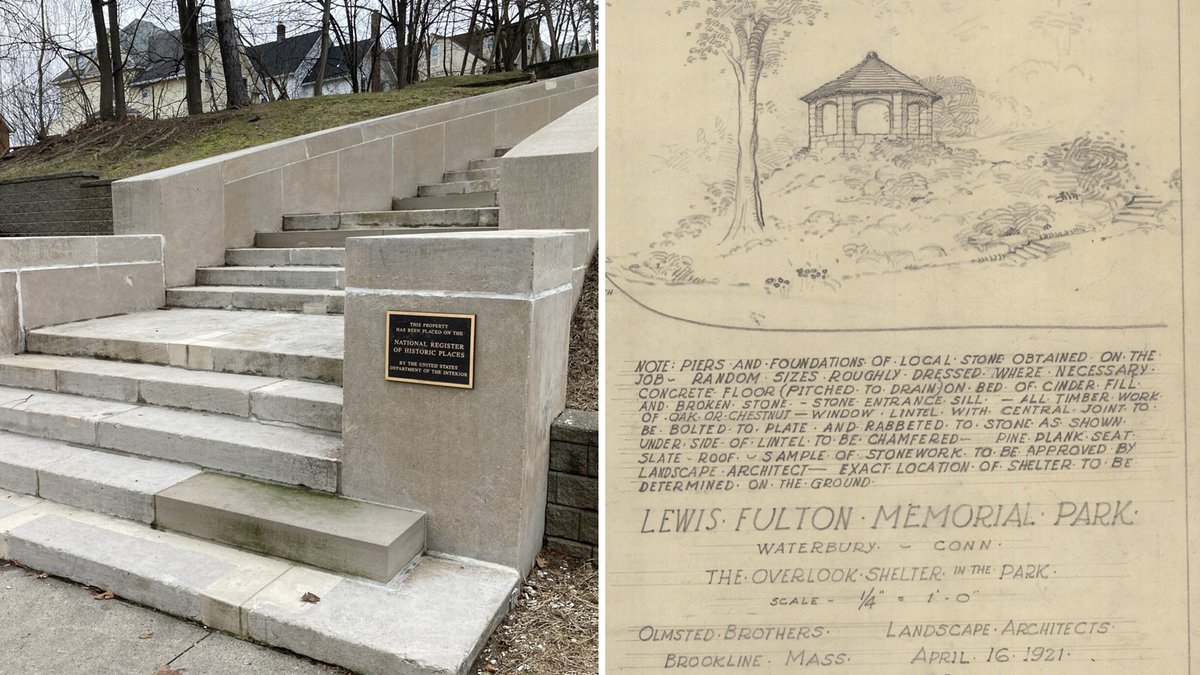 THIS PROPERTY
HAS BEEN PLACED ON THE
NATIONAL REGISTER
OF HISTORIC PLACES
BY THE UNITED STATES
DEPARTMENT OF THE INTERIOR
NOTE: PIERS · AND · FOUNDATIONS · OF · LOCAL · STONE · OBTAINED · ON · THE
JOB – RANDOM · SIZES · ROUGHLY · DRESSED · WHERE · NECESSARY ·
CONCRETE · FLOOR (PITCHED · TO · DRAIN) ON · BED · OF · CINDER · FILL
AND · BROKEN · STONE – STONE · ENTRANCE · SILL · – ALL · TIMBER · WORK
OF · OAK · OR · CHESTNUT – WINDOW · LINTEL · WITH · CENTRAL · JOINT · TO
BE · BOLTED · TO · PLATE · AND · RABBETED · TO · STONE · AS · SHOWN
UNDER · SIDE · OF · LINTEL · TO · BE · CHAMFERED – PINE · PLANK · SEAT
SLATE – ROOF – SAMPLE · OF · STONEWORK · TO · BE · APPROVED · BY
LANDSCAPE · ARCHITECT – EXACT · LOCATION · OF · SHELTER · TO · BE
DETERMINED · ON · THE · GROUND ·
LEWIS · FULTON · MEMORIAL · PARK ·
WATERBURY – CONN ·
THE · OVERLOOK · SHELTER · IN · THE · PARK ·
SCALE – 1/4" = 1' - 0"
OLMSTED · BROTHERS · LANDSCAPE · ARCHITECTS ·
BROOKLINE · MASS · APRIL · 16 · 1921 ·